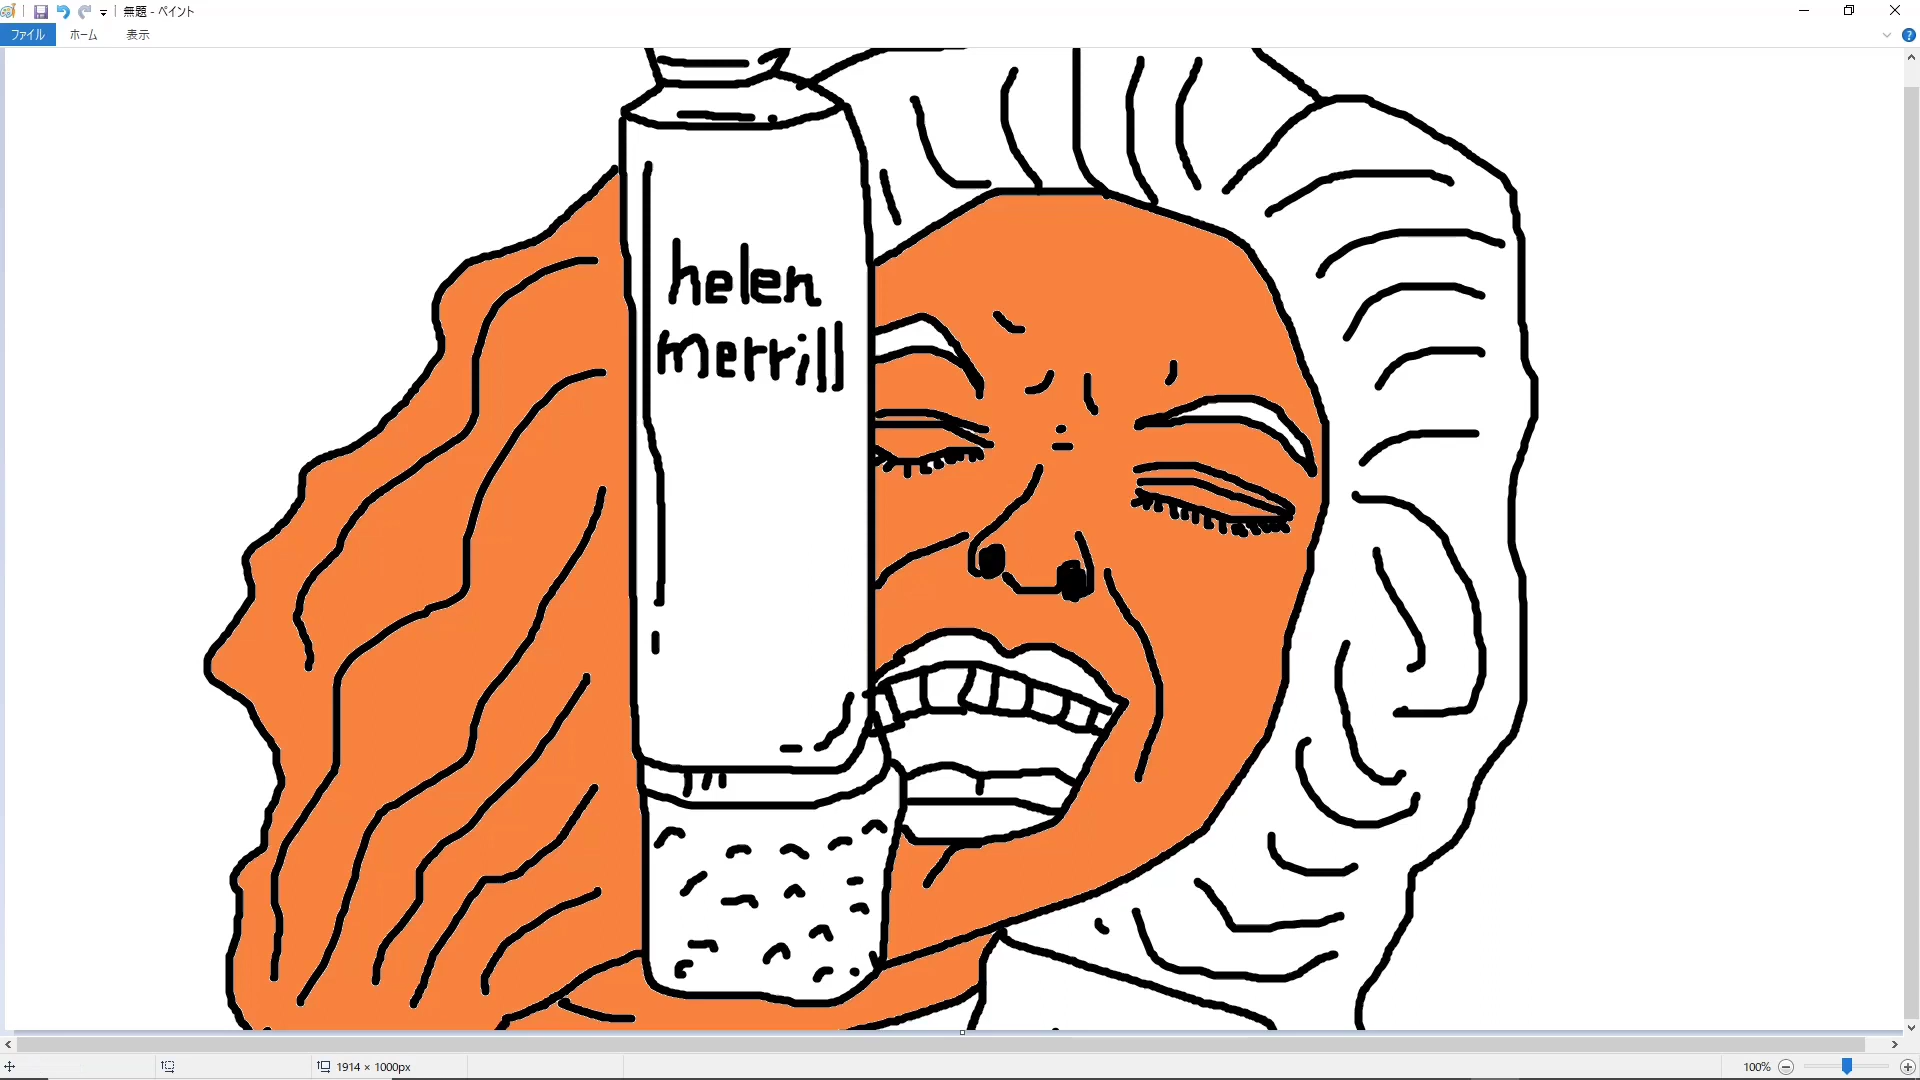 無題 - ペイント
ファイル ホーム 表示
helen
merrill
1914 × 1000px 100%